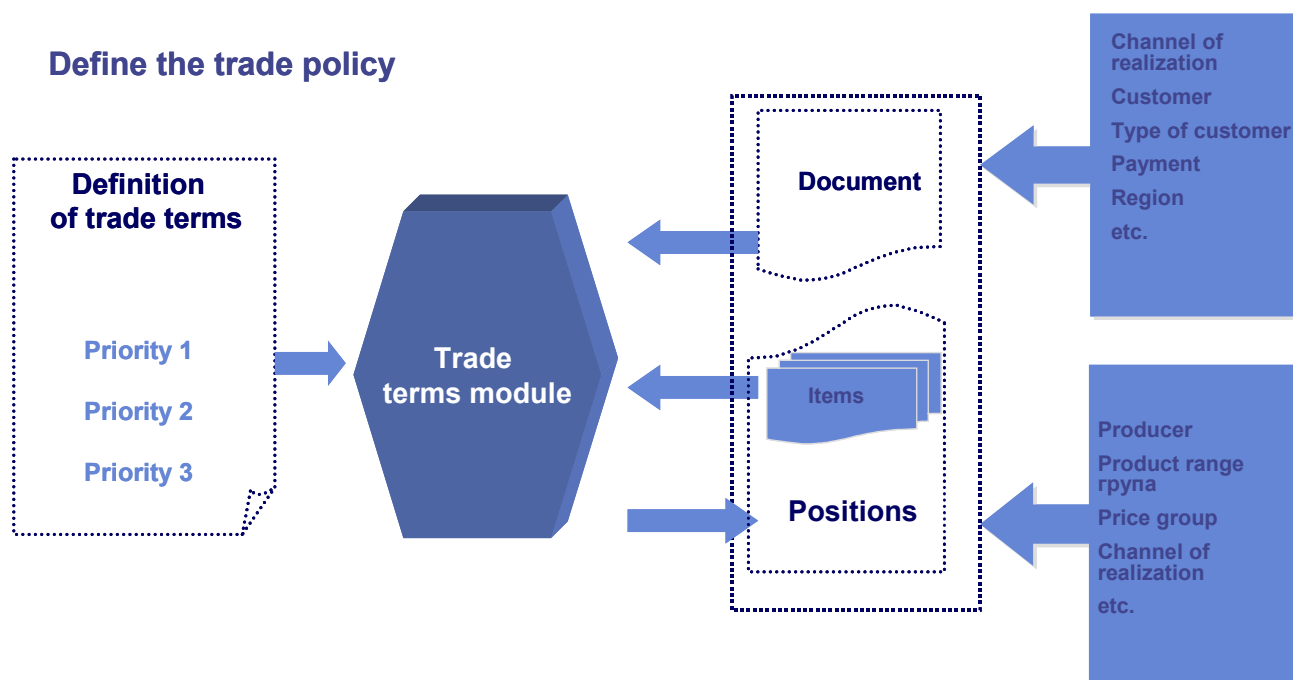 Define the trade policy
Definition
of trade terms
Priority 1
Priority 2
Priority 3
Trade
terms module
Document
Items
Positions
Channel of
realization
Customer
Type of customer
Payment
Region
etc.
Producer
Product range
група
Price group
Channel of
realization
etc.